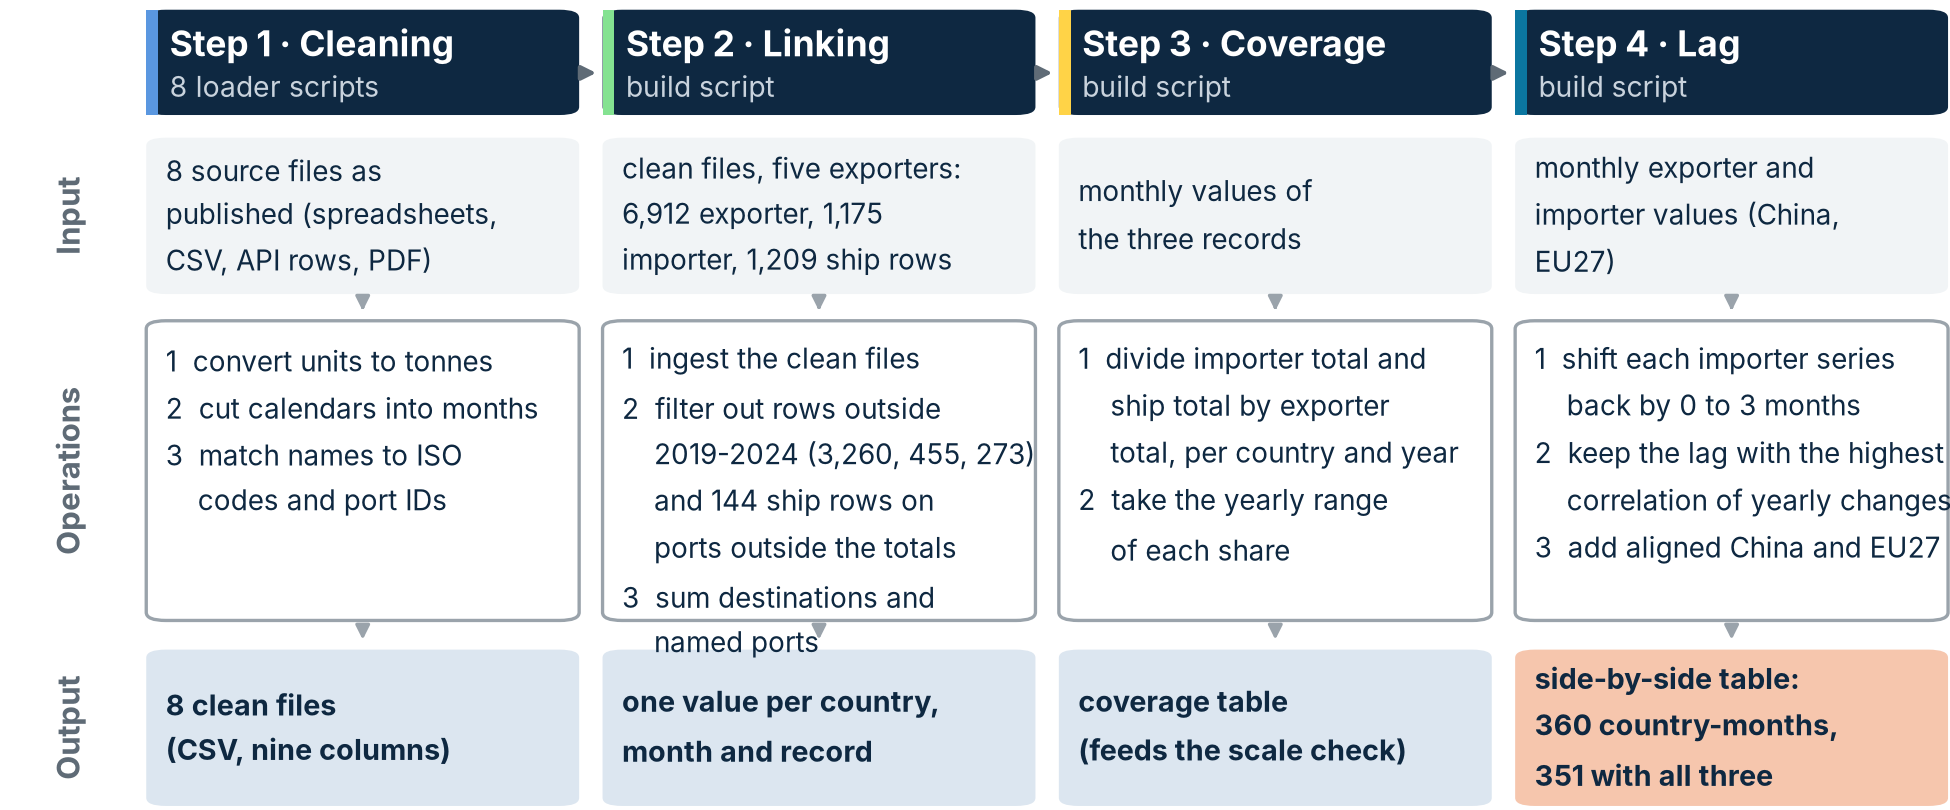 Step 1 · Cleaning
8 loader scripts
Step 2 · Linking
build script
Step 3 · Coverage
build script
Step 4 · Lag
build script
Input
8 source files as
published (spreadsheets,
CSV, API rows, PDF)
clean files, five exporters:
6,912 exporter, 1,175
importer, 1,209 ship rows
monthly values of
the three records
monthly exporter and
importer values (China,
EU27)
Operations
1 convert units to tonnes
2 cut calendars into months
3 match names to ISO
codes and port IDs
1 ingest the clean files
2 filter out rows outside
2019-2024 (3,260, 455, 273)
and 144 ship rows on
ports outside the totals
3 sum destinations and
named ports
1 divide importer total and
ship total by exporter
total, per country and year
2 take the yearly range
of each share
1 shift each importer series
back by 0 to 3 months
2 keep the lag with the highest
correlation of yearly changes
3 add aligned China and EU27
Output
8 clean files
(CSV, nine columns)
one value per country,
month and record
coverage table
(feeds the scale check)
side-by-side table:
360 country-months,
351 with all three